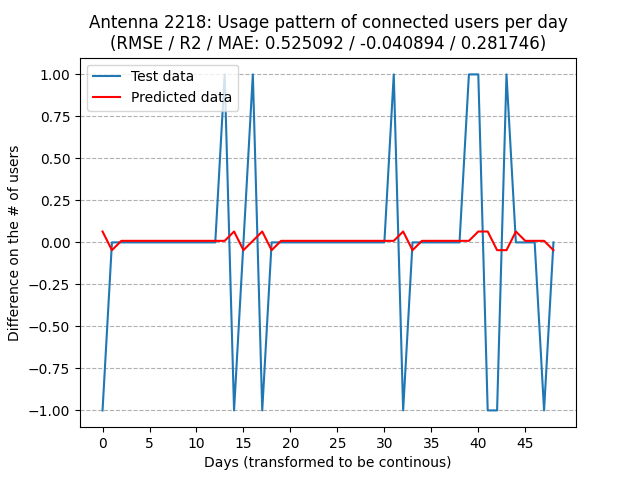 Antenna 2218: Usage pattern of connected users per day
(RMSE / R2 / MAE: 0.525092 / -0.040894 / 0.281746)
Test data
Predicted data
1.00
0.75
0.50
0.25
0.00
−0.25
−0.50
−0.75
−1.00
Difference on the # of users
0 5 10 15 20 25 30 35 40 45
Days (transformed to be continous)